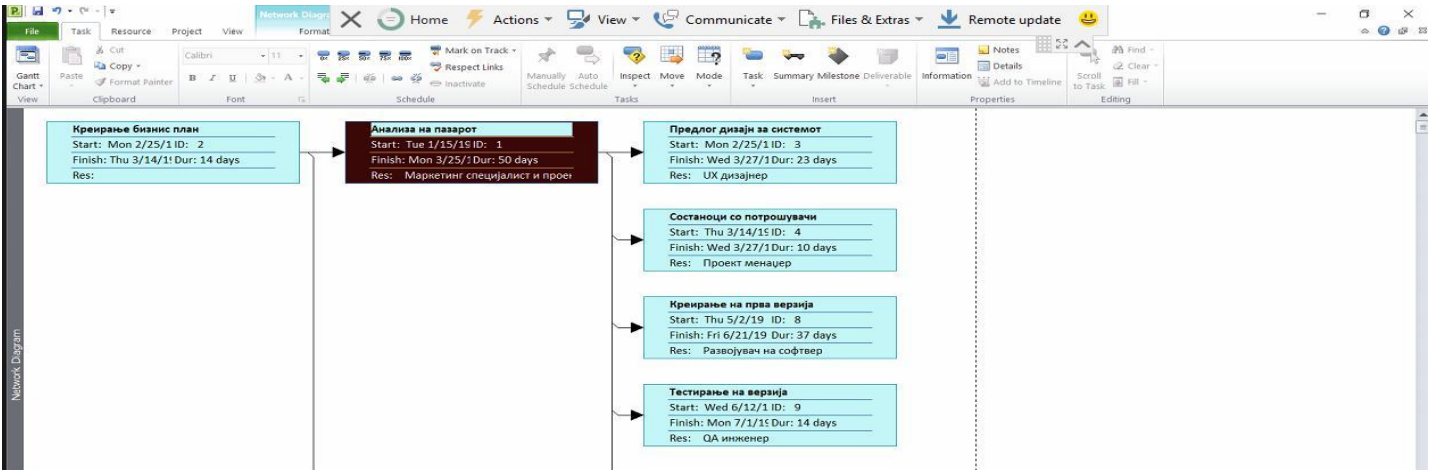 Network Diagr
Home Actions View Communicate Files & Extras Remote update
File Task Resource Project View Format
Gantt Chart
View
Paste
Cut
Copy
Format Painter
Clipboard
Calibri 11
B I U A
Font
Mark on Track
Respect Links
Inactivate
Schedule
Manually Schedule
Auto Schedule
Inspect
Move
Mode
Tasks
Task
Summary
Milestone
Deliverable
Insert
Information
Notes
Details
Add to Timeline
Properties
Scroll to Task
Find
Clear
Fill
Editing
Network Diagram
Креирање бизнис план
Start: Mon 2/25/1 ID: 2
Finish: Thu 3/14/1 Dur: 14 days
Res:
Анализа на пазарот
Start: Tue 1/15/19 ID: 1
Finish: Mon 3/25/1 Dur: 50 days
Res: Маркетинг специјалист и проек
Предлог дизајн за системот
Start: Mon 2/25/1 ID: 3
Finish: Wed 3/27/1 Dur: 23 days
Res: UX дизајнер
Состаноци со потрошувачи
Start: Thu 3/14/19 ID: 4
Finish: Wed 3/27/1 Dur: 10 days
Res: Проект менаџер
Креирање на прва верзија
Start: Thu 5/2/19 ID: 8
Finish: Fri 6/21/19 Dur: 37 days
Res: Развојувач на софтвер
Тестирање на верзија
Start: Wed 6/12/1 ID: 9
Finish: Mon 7/1/19 Dur: 14 days
Res: QA инженер